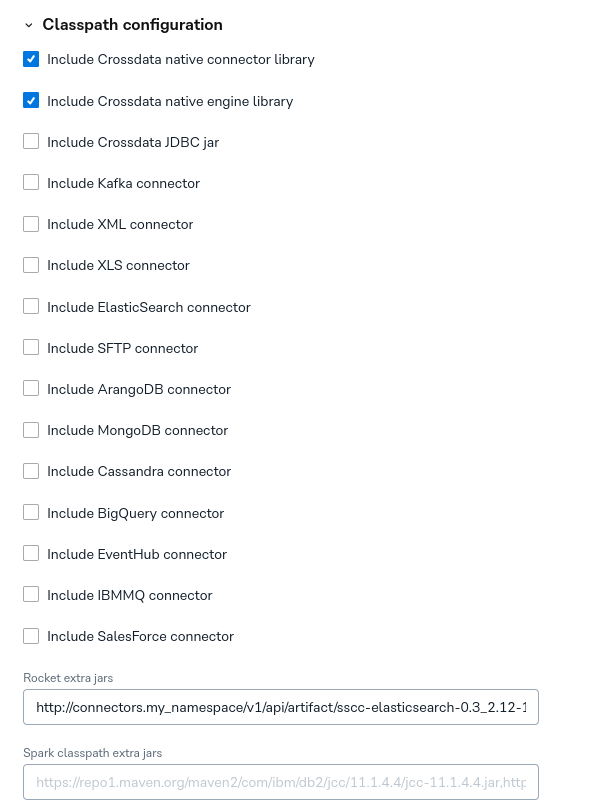 Classpath configuration
Include Crossdata native connector library
Include Crossdata native engine library
Include Crossdata JDBC jar
Include Kafka connector
Include XML connector
Include XLS connector
Include ElasticSearch connector
Include SFTP connector
Include ArangoDB connector
Include MongoDB connector
Include Cassandra connector
Include BigQuery connector
Include EventHub connector
Include IBMMQ connector
Include SalesForce connector
Rocket extra jars
http://connectors.my_namespace/v1/api/artifact/sscc-elasticsearch-0.3_2.12-1
Spark classpath extra jars
https://repo1.maven.org/maven2/com/ibm/db2/jcc/11.1.4.4/jcc-11.1.4.4.jar,http